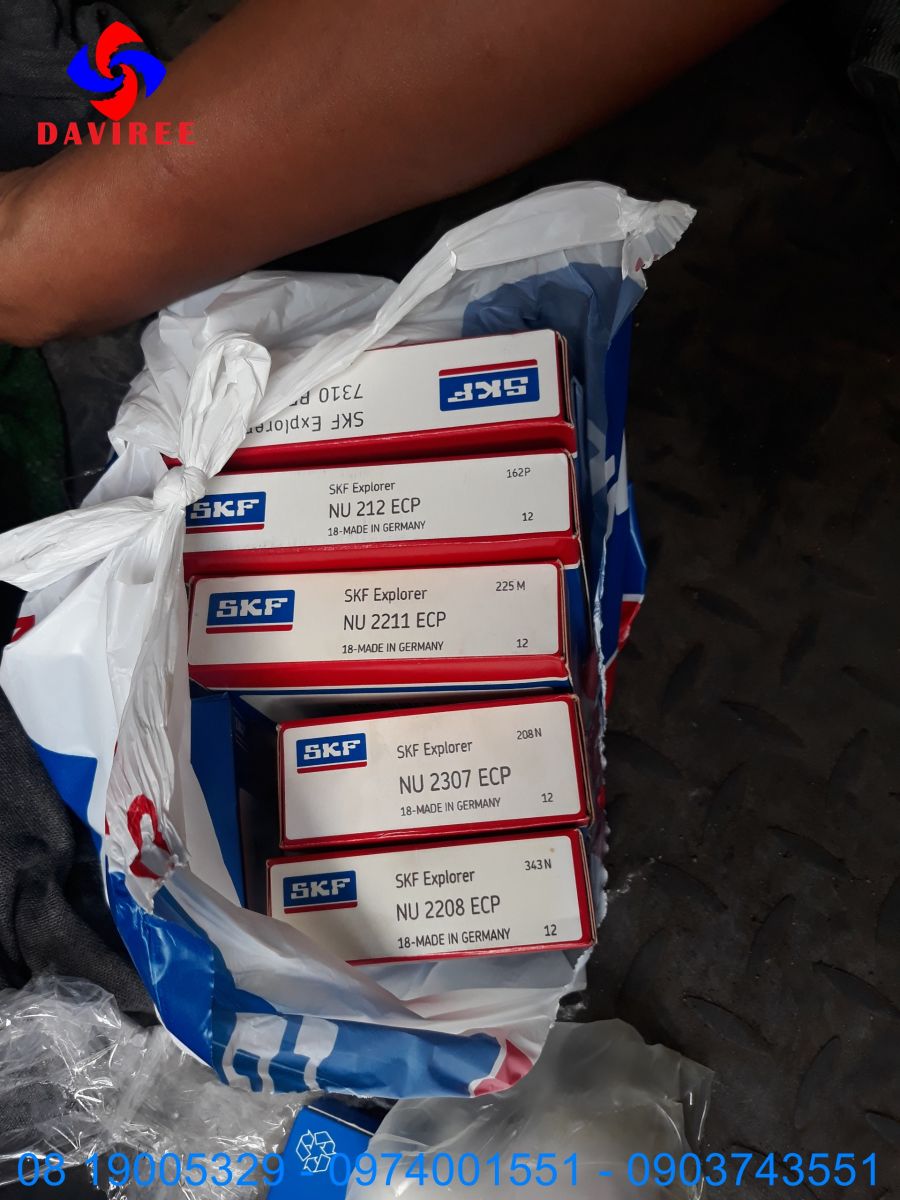 DAVIREE
SKF
SKF Explorer
7310
162P
SKF
SKF Explorer
NU 212 ECP
18-MADE IN GERMANY
12
225 M
SKF
SKF Explorer
NU 2211 ECP
18-MADE IN GERMANY
12
208 N
SKF
SKF Explorer
NU 2307 ECP
18-MADE IN GERMANY
12
343 N
SKF
SKF Explorer
NU 2208 ECP
18-MADE IN GERMANY
12
08 19005329 - 0974001551 - 0903743551